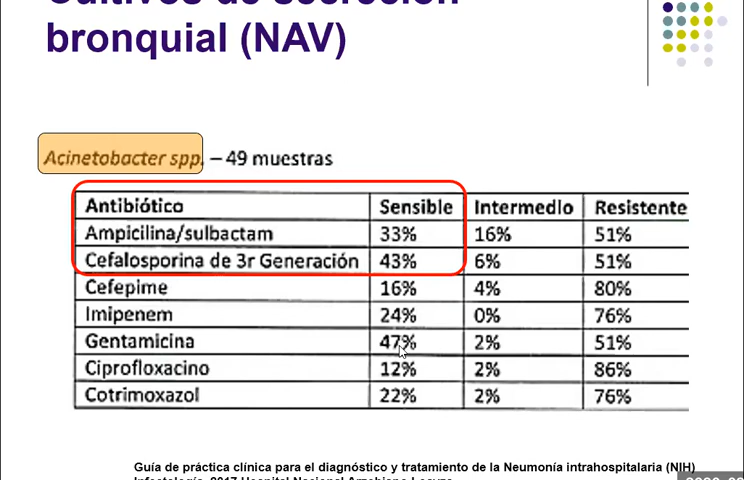 bronquial (NAV)
Acinetobacter spp. – 49 muestras
Antibiótico Sensible Intermedio Resistente
Ampicilina/sulbactam 33% 16% 51%
Cefalosporina de 3r Generación 43% 6% 51%
Cefepime 16% 4% 80%
Imipenem 24% 0% 76%
Gentamicina 47% 2% 51%
Ciprofloxacino 12% 2% 86%
Cotrimoxazol 22% 2% 76%
Guía de práctica clínica para el diagnóstico y tratamiento de la Neumonía intrahospitalaria (NIH)